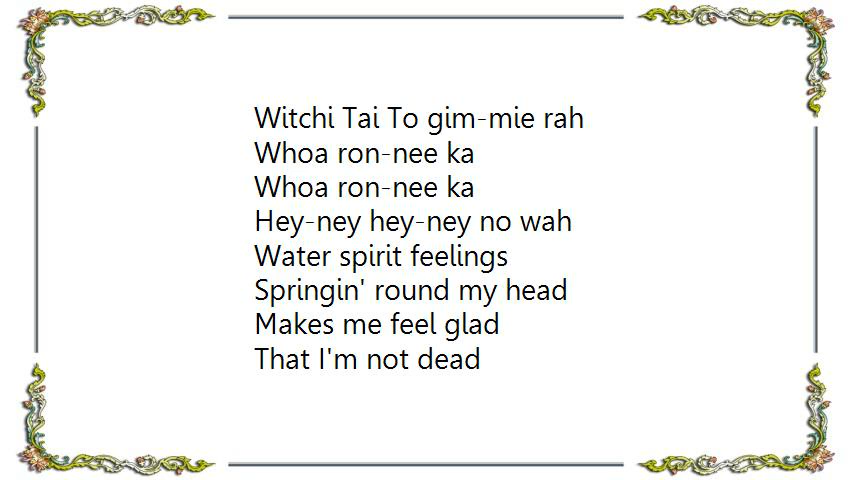 Witchi Tai To gim-mie rah
Whoa ron-nee ka
Whoa ron-nee ka
Hey-ney hey-ney no wah
Water spirit feelings
Springin' round my head
Makes me feel glad
That I'm not dead